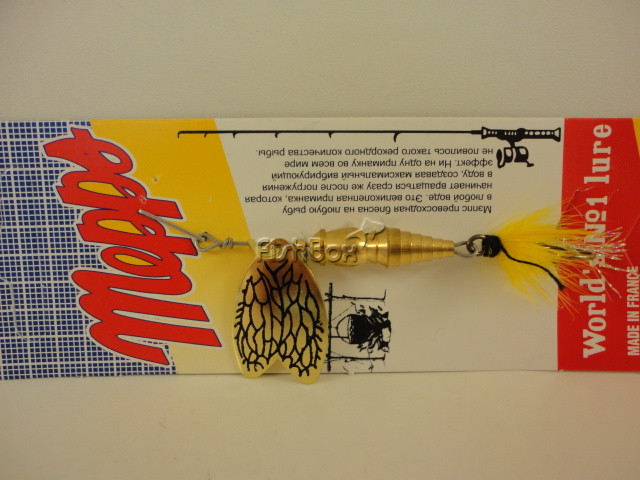 Mepps
Мэппс превосходная блесна на любую рыбу
в любой воде. Это великолепная приманка, которая
начинает вращаться сразу же после погружения
в воду, создавая максимальный вибрирующий
эффект. Ни на одну приманку во всем мире
не ловилось такого рекордного количества рыбы.
FISHBOX
World's Nº1 lure
MADE IN FRANCE